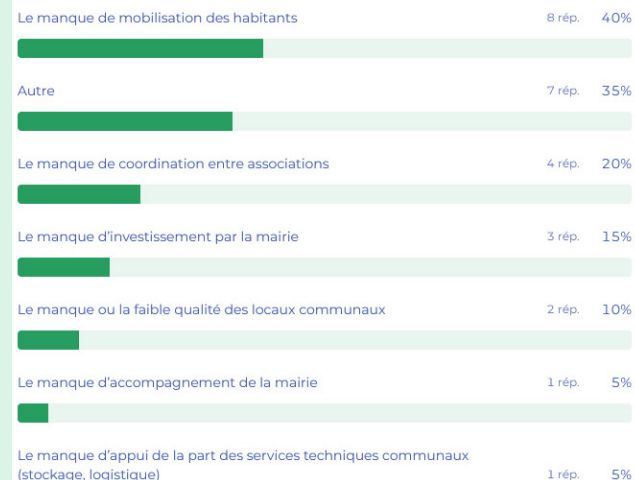 Le manque de mobilisation des habitants 8 rép. 40%
Autre 7 rép. 35%
Le manque de coordination entre associations 4 rép. 20%
Le manque d’investissement par la mairie 3 rép. 15%
Le manque ou la faible qualité des locaux communaux 2 rép. 10%
Le manque d’accompagnement de la mairie 1 rép. 5%
Le manque d’appui de la part des services techniques communaux
(stockage, logistique) 1 rép. 5%